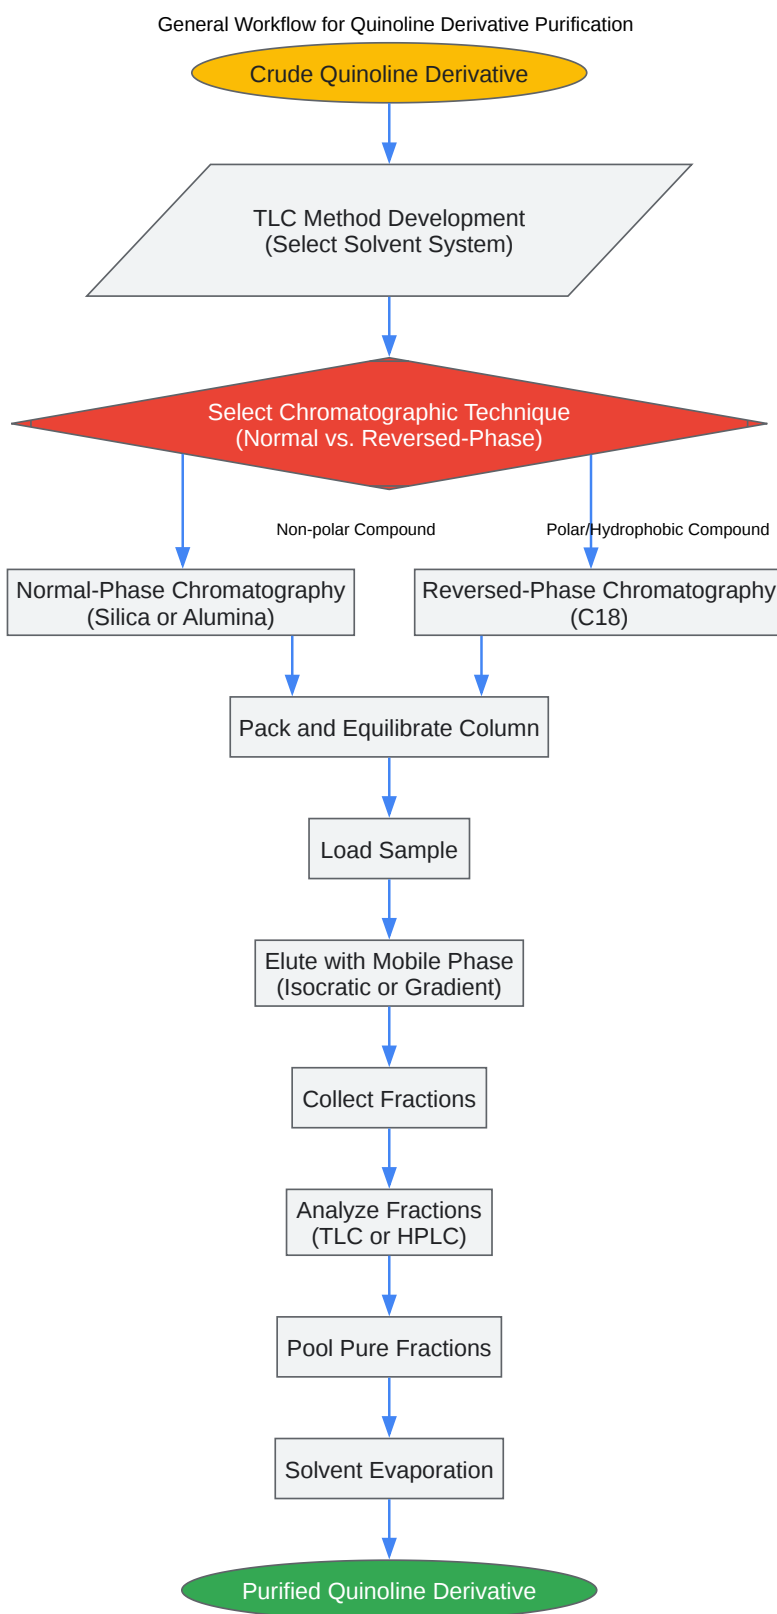 General Workflow for Quinoline Derivative Purification
Crude Quinoline Derivative
TLC Method Development
(Select Solvent System)
Select Chromatographic Technique
(Normal vs. Reversed-Phase)
Non-polar Compound
Polar/Hydrophobic Compound
Normal-Phase Chromatography
(Silica or Alumina)
Reversed-Phase Chromatography
(C18)
Pack and Equilibrate Column
Load Sample
Elute with Mobile Phase
(Isocratic or Gradient)
Collect Fractions
Analyze Fractions
(TLC or HPLC)
Pool Pure Fractions
Solvent Evaporation
Purified Quinoline Derivative